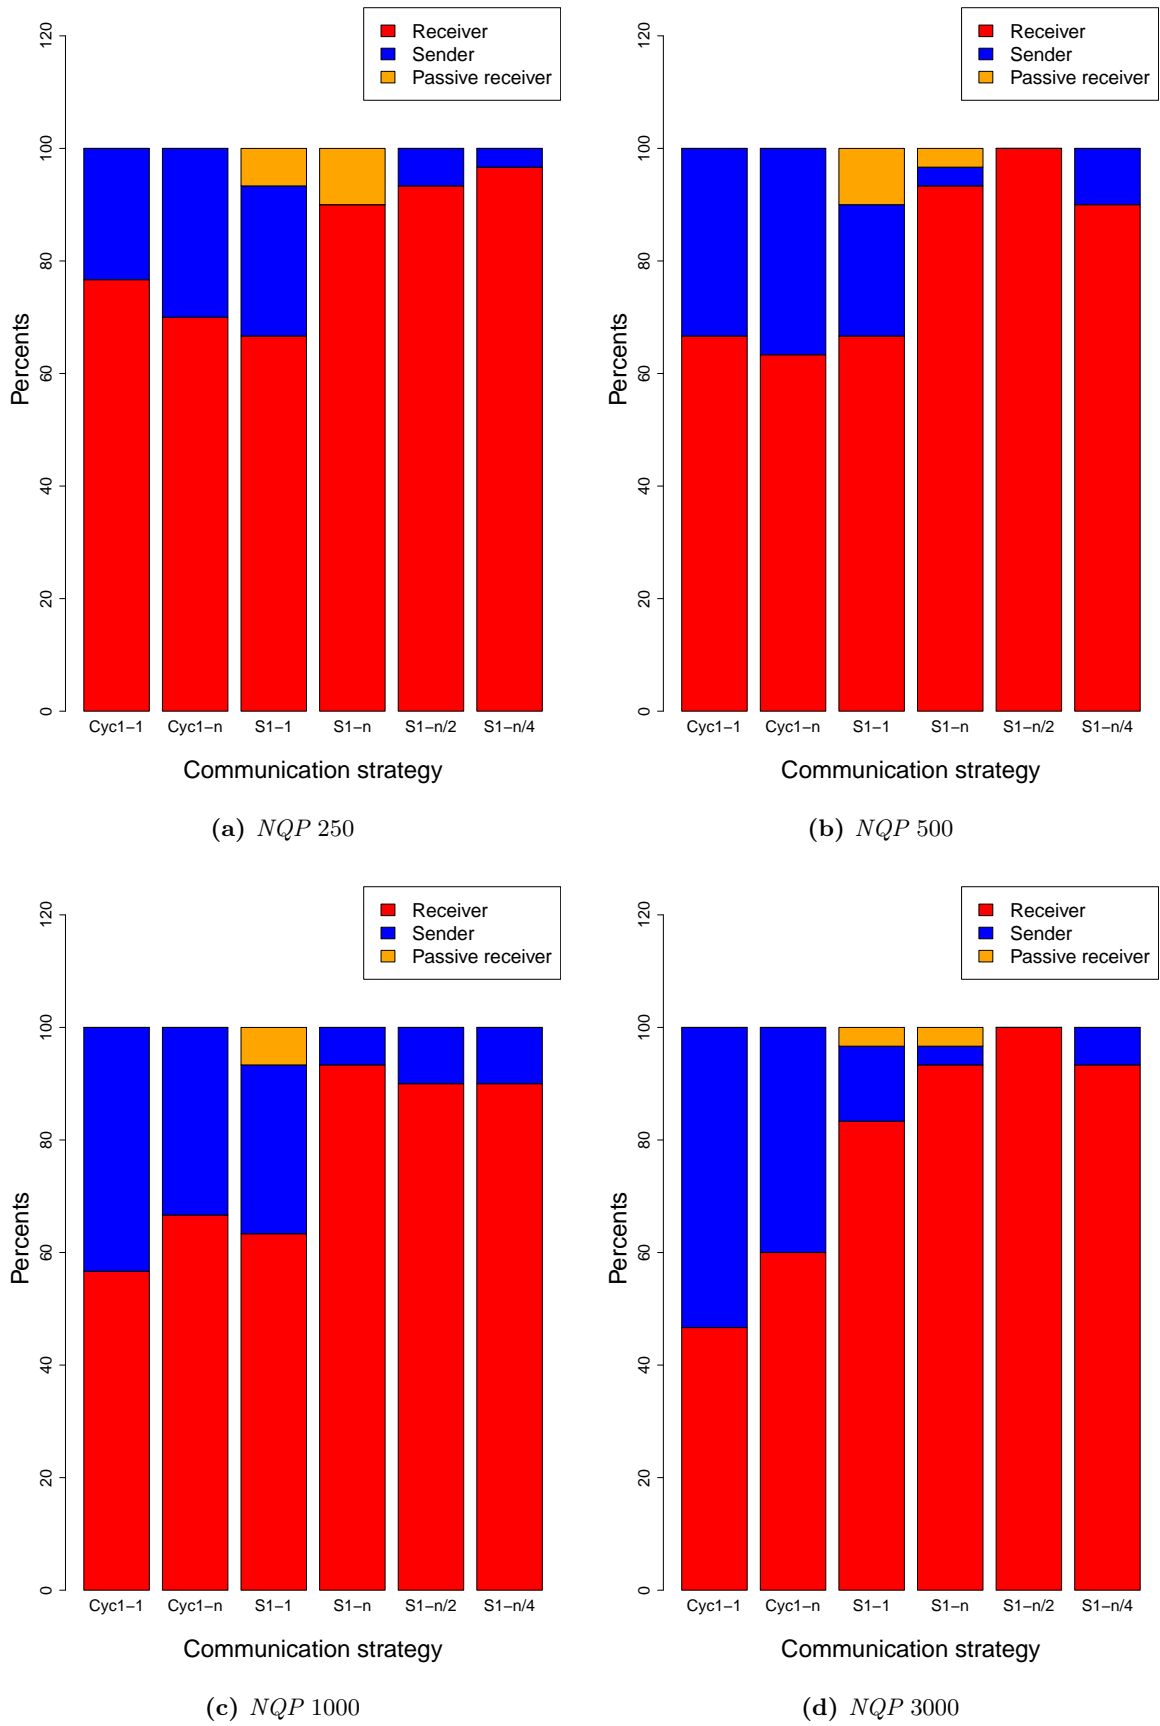 Receiver
Sender
Passive receiver
120
100
80
60
40
20
0
Percents
Cyc1−1 Cyc1−n S1−1 S1−n S1−n/2 S1−n/4
Communication strategy
(a) NQP 250
Receiver
Sender
Passive receiver
120
100
80
60
40
20
0
Percents
Cyc1−1 Cyc1−n S1−1 S1−n S1−n/2 S1−n/4
Communication strategy
(b) NQP 500
Receiver
Sender
Passive receiver
120
100
80
60
40
20
0
Percents
Cyc1−1 Cyc1−n S1−1 S1−n S1−n/2 S1−n/4
Communication strategy
(c) NQP 1000
Receiver
Sender
Passive receiver
120
100
80
60
40
20
0
Percents
Cyc1−1 Cyc1−n S1−1 S1−n S1−n/2 S1−n/4
Communication strategy
(d) NQP 3000